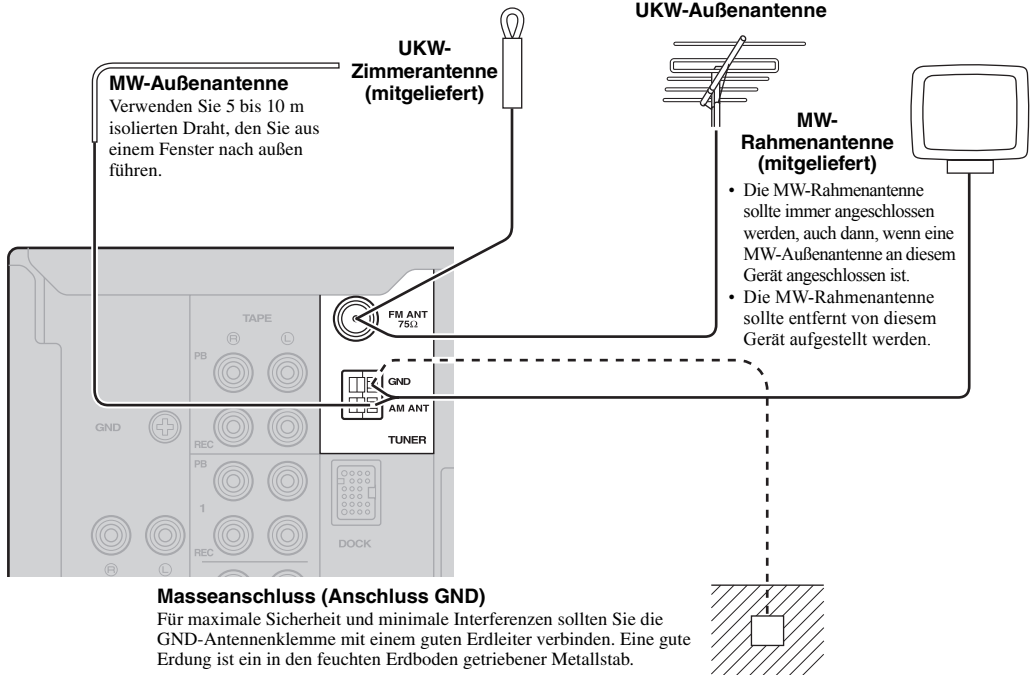 UKW-Außenantenne
UKW-
Zimmerantenne
(mitgeliefert)
MW-Außenantenne
Verwenden Sie 5 bis 10 m
isolierten Draht, den Sie aus
einem Fenster nach außen
führen.
MW-
Rahmenantenne
(mitgeliefert)
• Die MW-Rahmenantenne
sollte immer angeschlossen
werden, auch dann, wenn eine
MW-Außenantenne an diesem
Gerät angeschlossen ist.
• Die MW-Rahmenantenne
sollte entfernt von diesem
Gerät aufgestellt werden.
FM ANT
75Ω
GND
AM ANT
TUNER
TAPE
R L
PB
GND
REC
PB
1
REC
R L
DOCK
Masseanschluss (Anschluss GND)
Für maximale Sicherheit und minimale Interferenzen sollten Sie die
GND-Antennenklemme mit einem guten Erdleiter verbinden. Eine gute
Erdung ist ein in den feuchten Erdboden getriebener Metallstab.